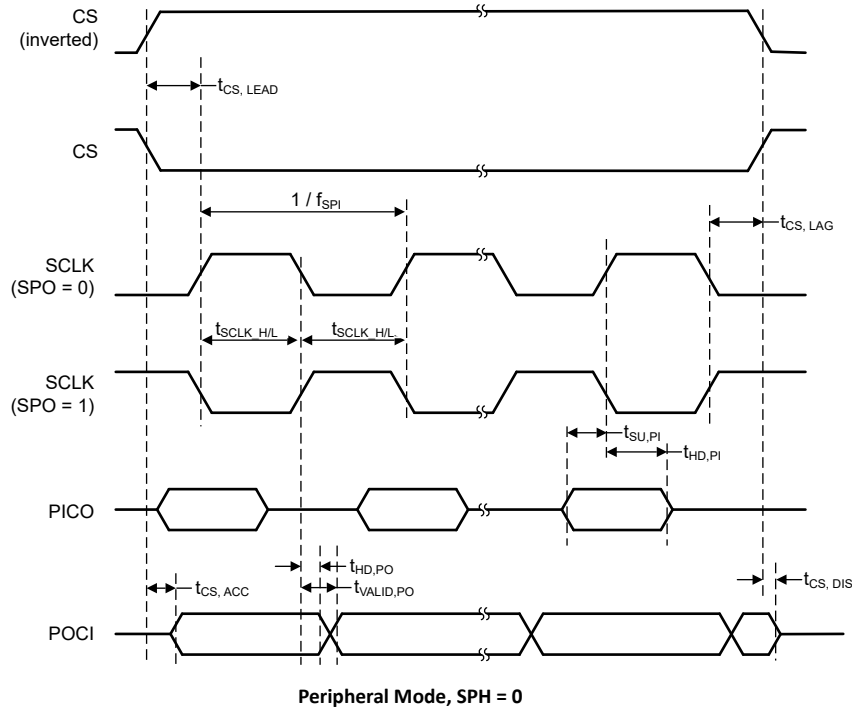 CS
(inverted)
tCS, LEAD
CS
1 / fSPI
tCS, LAG
SCLK
(SPO = 0)
tSCLK_H/L
tSCLK_H/L.
SCLK
(SPO = 1)
tSU,PI
tHD,PI
PICO
tHD,PO
tCS, ACC
tVALID,PO
tCS, DIS
POCI
Peripheral Mode, SPH = 0